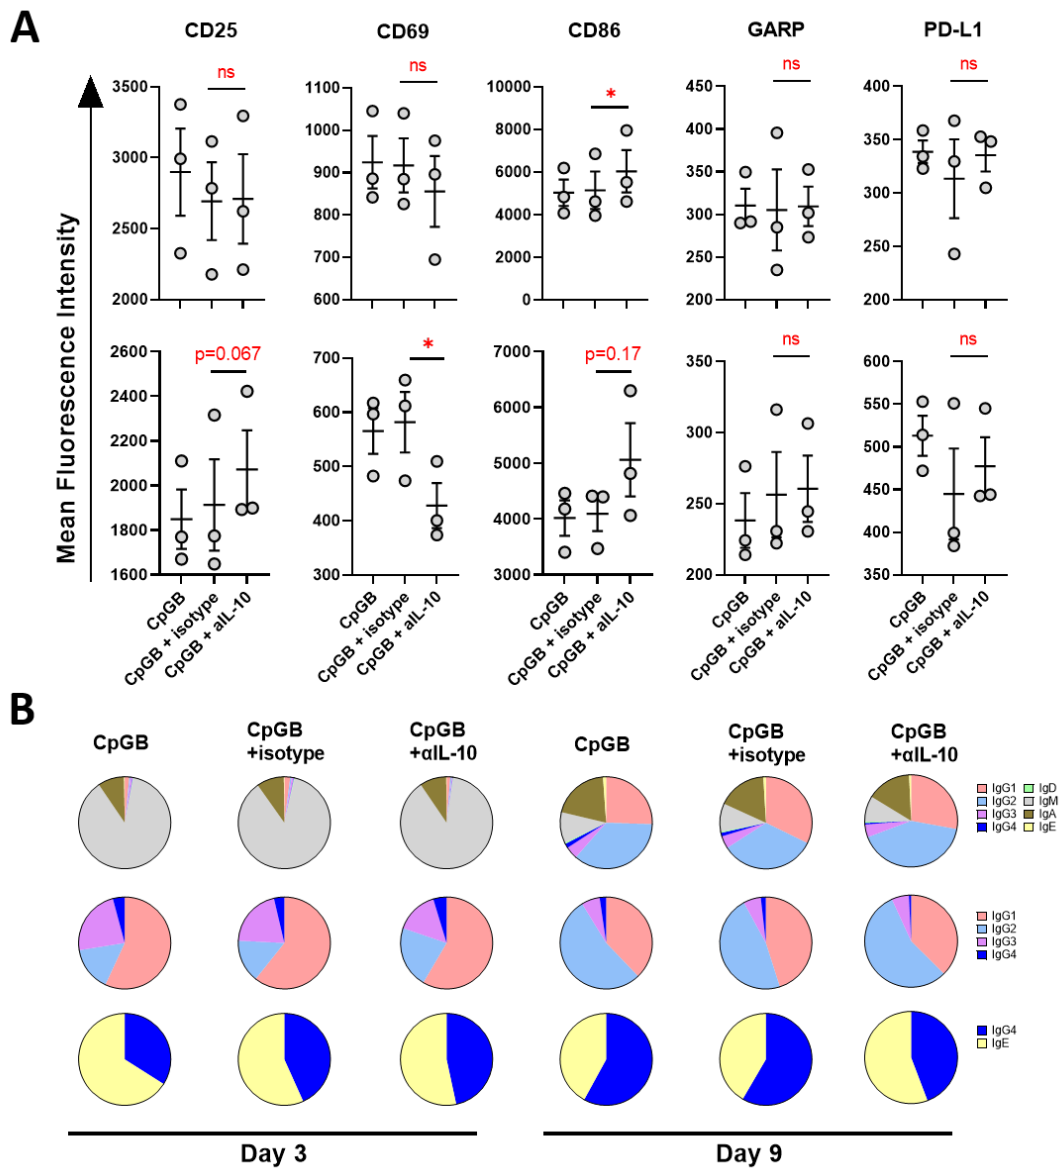 A
CD25 CD69 CD86 GARP PD-L1
Mean Fluorescence Intensity
ns ns * ns ns
3500 1100 10000 450 400
3000 1000 8000 400 350
2500 900 6000 350 300
2000 800 4000 300 250
700 2000 250 200
600 0 200
p=0.067 * p=0.17 ns ns
2600 700 7000 350 600
2400 600 6000 300 550
2200 500 5000 250 500
2000 400 4000 200 450
1800 300 3000 400
1600 350
CpGB CpGB CpGB CpGB CpGB
CpGB + isotype CpGB + isotype CpGB + isotype CpGB + isotype CpGB + isotype
CpGB + aIL-10 CpGB + aIL-10 CpGB + aIL-10 CpGB + aIL-10 CpGB + aIL-10
B
CpGB CpGB +isotype CpGB +αIL-10 CpGB CpGB +isotype CpGB +αIL-10
IgG1 IgD
IgG2 IgM
IgG3 IgA
IgG4 IgE
IgG1
IgG2
IgG3
IgG4
IgG4
IgE
Day 3 Day 9